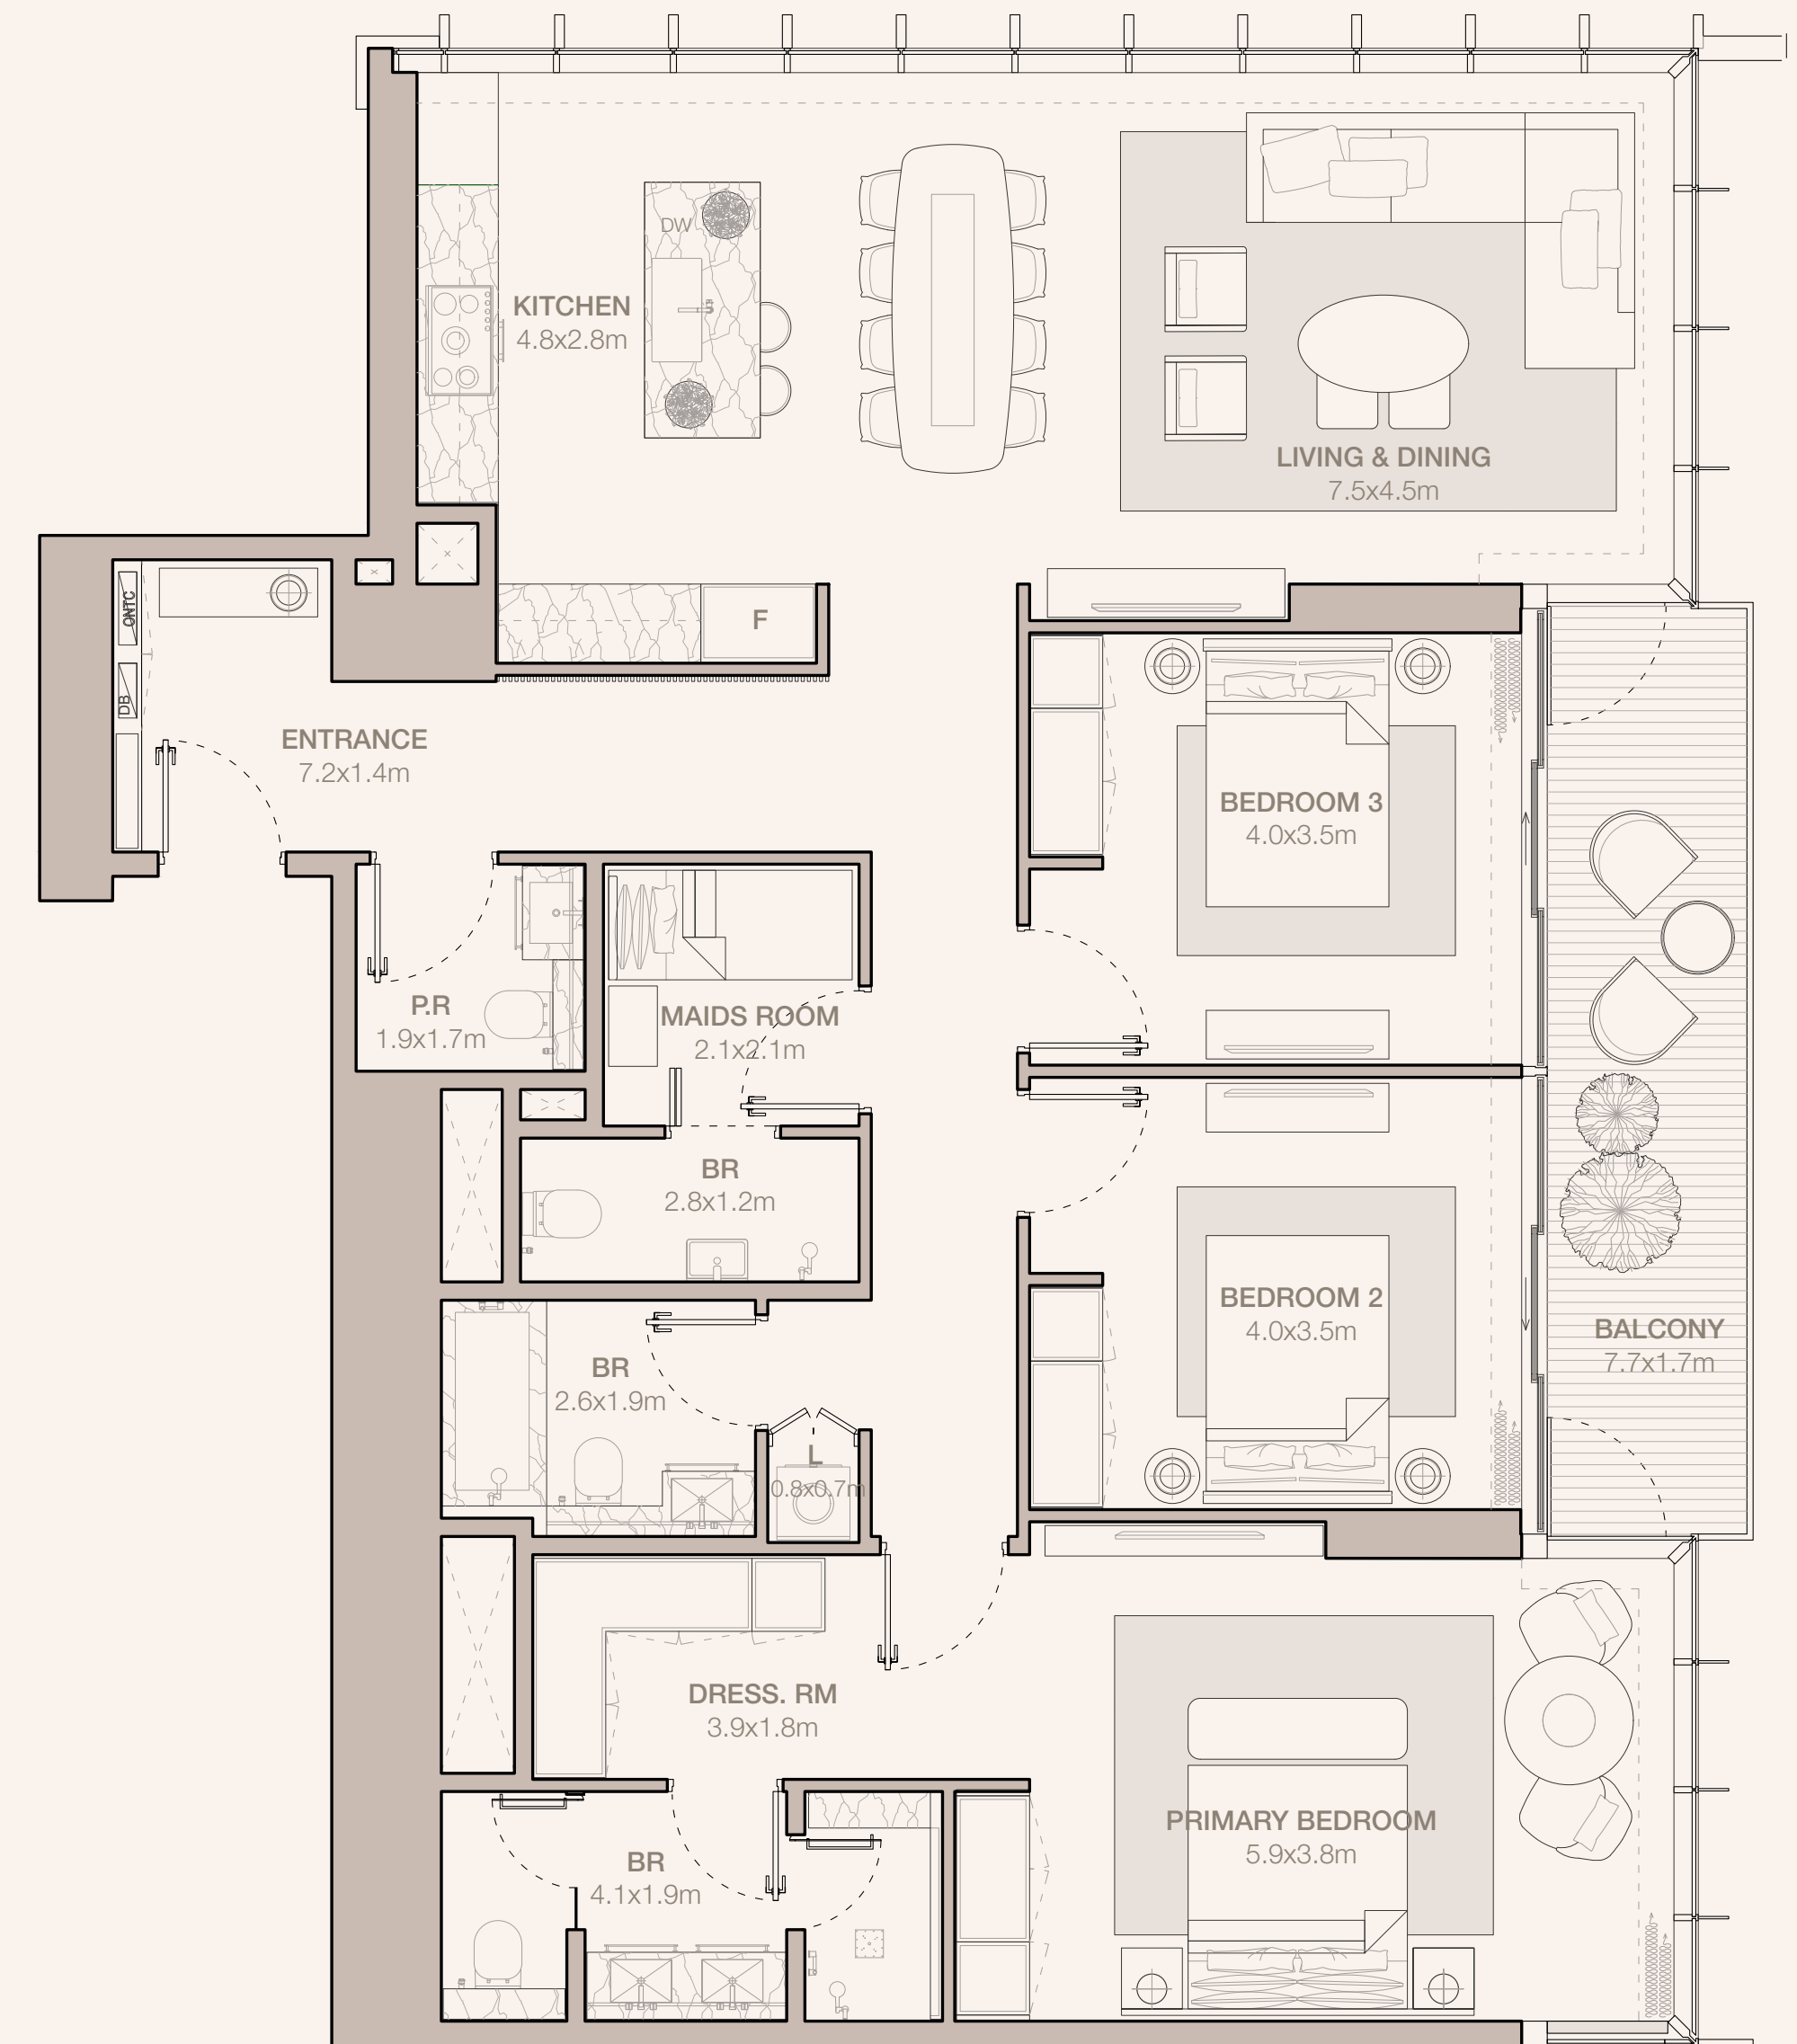 DW
KITCHEN
4.8x2.8m
LIVING & DINING
7.5x4.5m
ONTC
F
DB
ENTRANCE
7.2x1.4m
BEDROOM 3
4.0x3.5m
P.R
1.9x1.7m
MAIDS ROOM
2.1x2.1m
BR
2.8x1.2m
BEDROOM 2
4.0x3.5m
BALCONY
7.7x1.7m
BR
2.6x1.9m
L
0.8x0.7m
DRESS. RM
3.9x1.8m
PRIMARY BEDROOM
5.9x3.8m
BR
4.1x1.9m